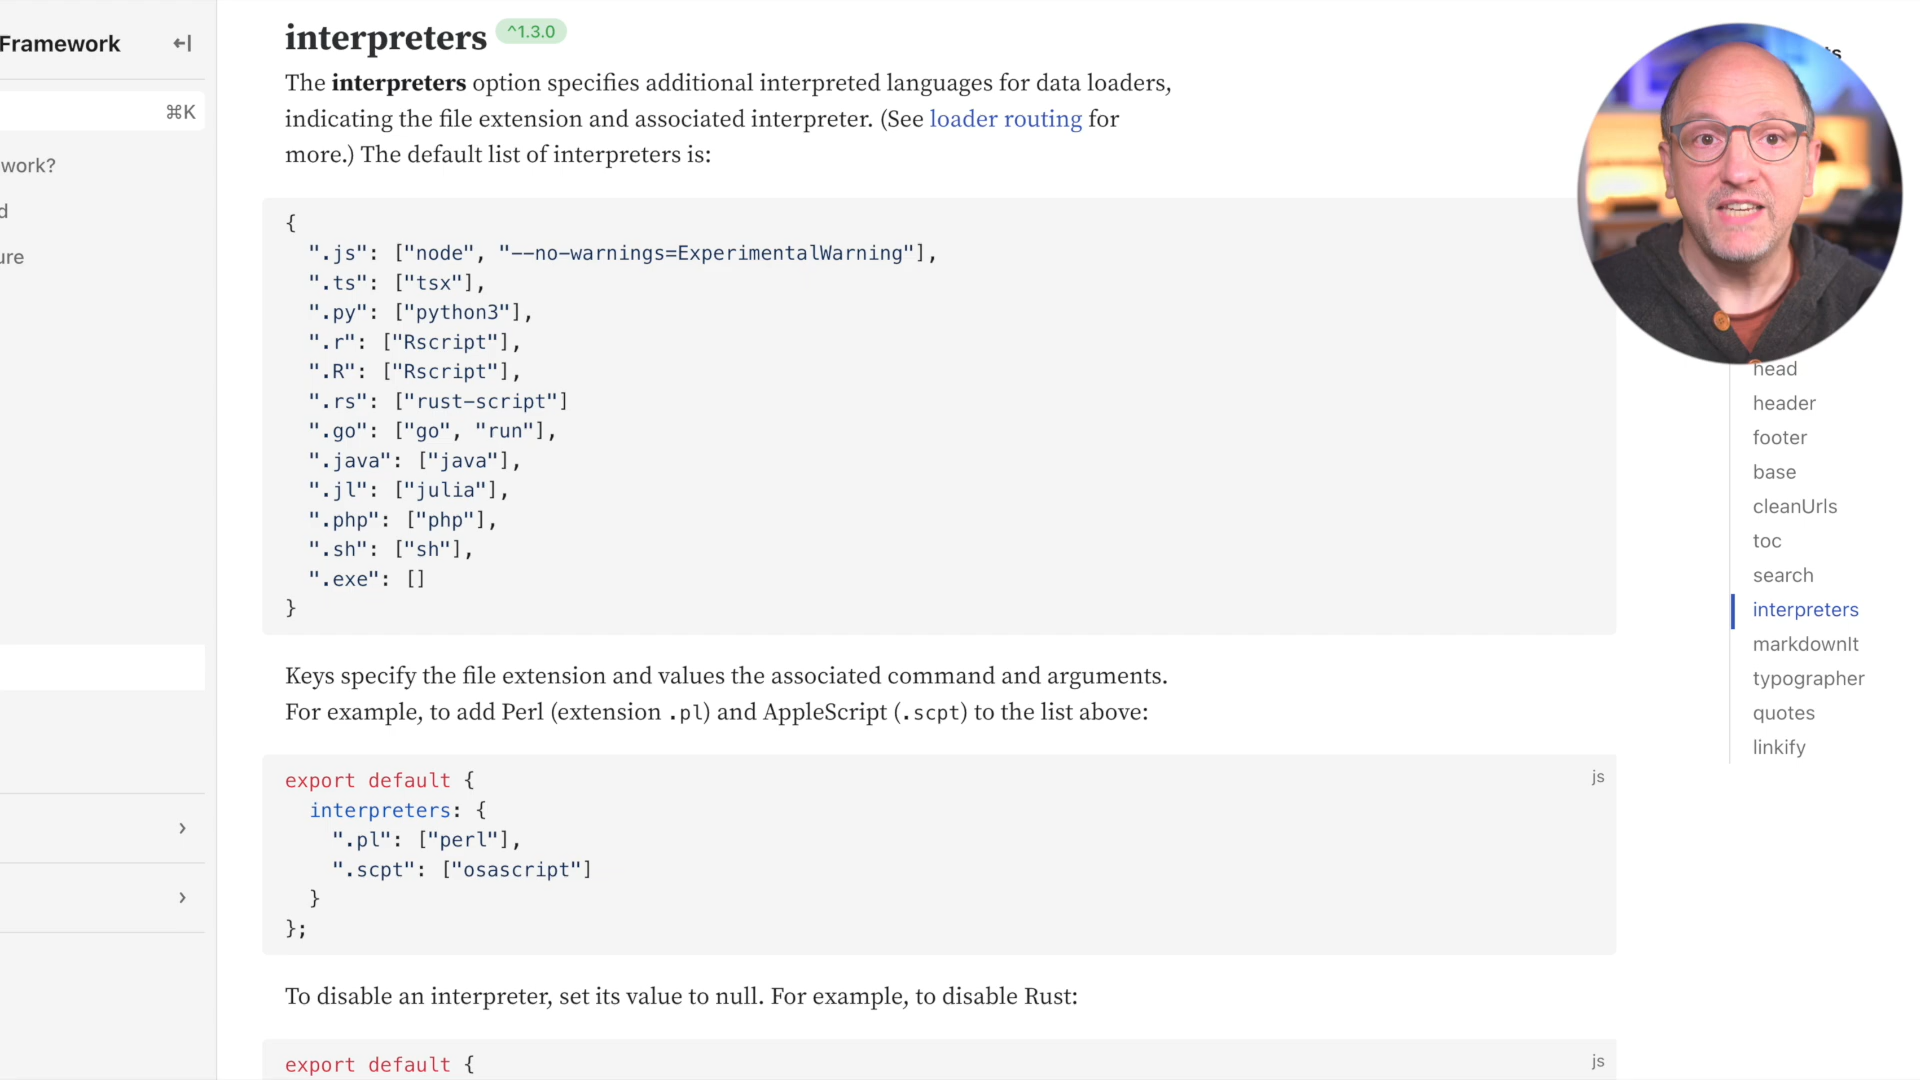 Framework
⌘K
work?
d
ure
interpreters ^1.3.0
The interpreters option specifies additional interpreted languages for data loaders,
indicating the file extension and associated interpreter. (See loader routing for
more.) The default list of interpreters is:
{
".js": ["node", "--no-warnings=ExperimentalWarning"],
".ts": ["tsx"],
".py": ["python3"],
".r": ["Rscript"],
".R": ["Rscript"],
".rs": ["rust-script"]
".go": ["go", "run"],
".java": ["java"],
".jl": ["julia"],
".php": ["php"],
".sh": ["sh"],
".exe": []
}
Keys specify the file extension and values the associated command and arguments.
For example, to add Perl (extension .pl) and AppleScript (.scpt) to the list above:
export default {
js
interpreters: {
".pl": ["perl"],
".scpt": ["osascript"]
}
};
To disable an interpreter, set its value to null. For example, to disable Rust:
export default {
js
head
header
footer
base
cleanUrls
toc
search
interpreters
markdownIt
typographer
quotes
linkify